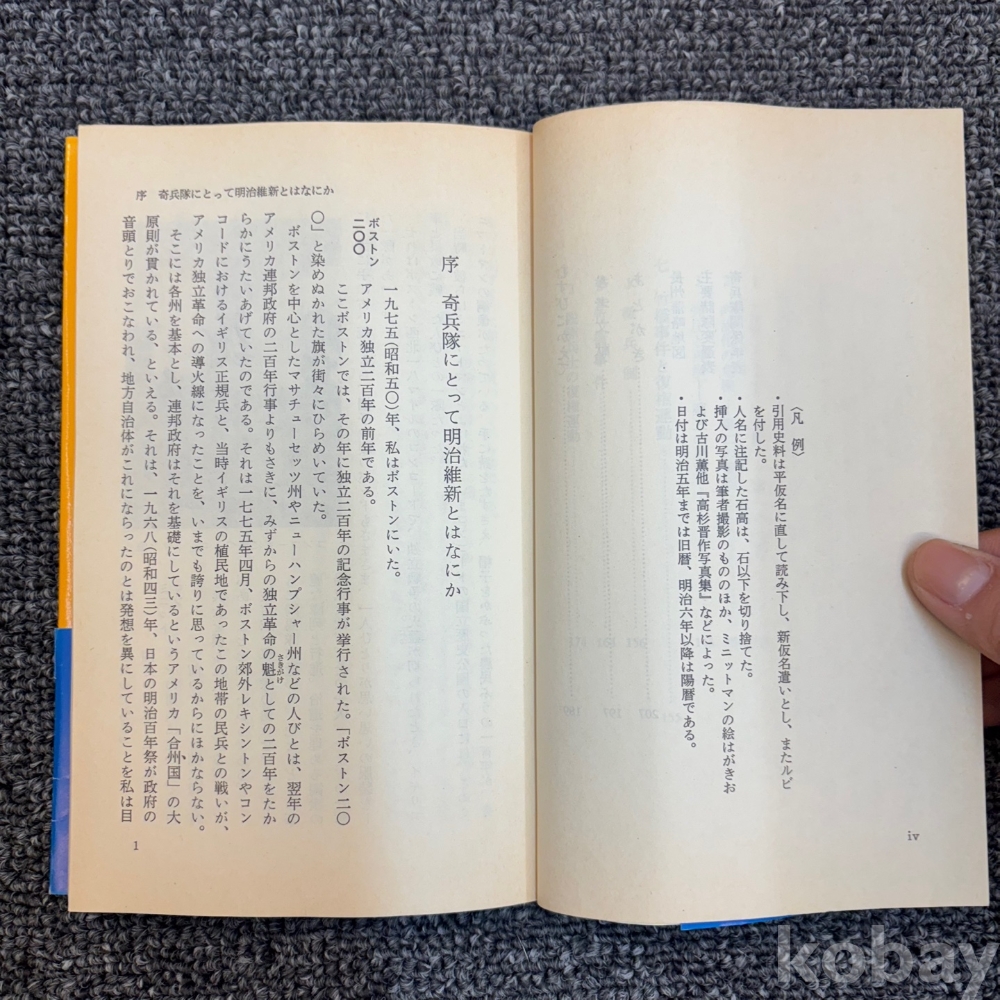 〈凡 例〉
・引用史料は平仮名に直して読み下し、新仮名遣いとし、またルビ
を付した。
・人名に注記した石高は、石以下を切り捨てた。
・挿入の写真は筆者撮影のもののほか、ミニットマンの絵はがきお
よび古川薫他『高杉晋作写真集』などによった。
・日付は明治五年までは旧暦、明治六年以降は陽暦である。
iv
序 奇兵隊にとって明治維新とはなにか
序 奇兵隊にとって明治維新とはなにか
ボストン
二〇〇
一九七五(昭和五〇)年、私はボストンにいた。
アメリカ独立二百年の前年である。
ここボストンでは、その年に独立二百年の記念行事が挙行された。「ボストン二〇
〇」と染めぬかれた旗が街々にひらめいていた。
ボストンを中心としたマサチューセッツ州やニューハンプシャー州などの人びとは、翌年の
アメリカ連邦政府の二百年行事よりもさきに、みずからの独立革命の魁としての二百年をたか
さきがけ
らかにうたいあげていたのである。それは一七七五年四月、ボストン郊外レキシントンやコン
コードにおけるイギリス正規兵と、当時イギリスの植民地であったこの地帯の民兵との戦いが、
アメリカ独立革命への導火線になったことを、いまでも誇りに思っているからにほかならない。
そこには各州を基本とし、連邦政府はそれを基礎にしているというアメリカ「合州国」の大
原則が貫かれている、といえる。それは、一九六八(昭和四三)年、日本の明治百年祭が政府の
音頭とりでおこなわれ、地方自治体がこれにならったのとは発想を異にしていることを私は目
1
kobay